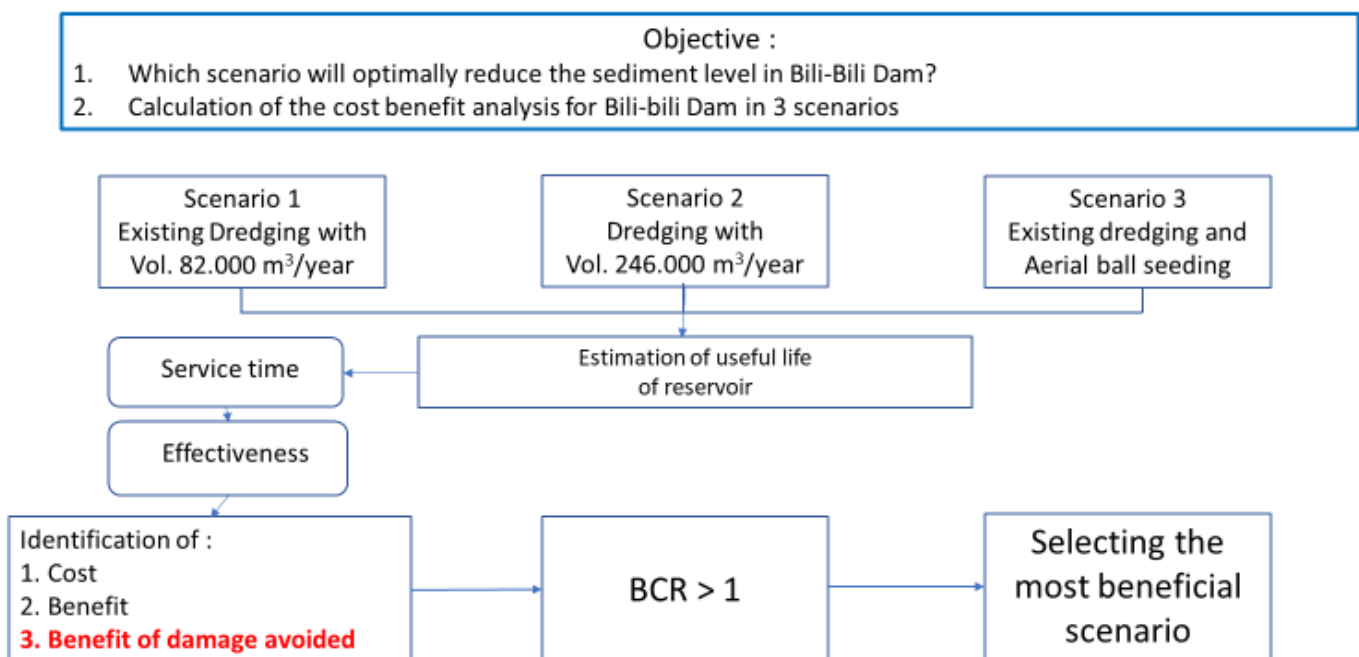 Objective :
1. Which scenario will optimally reduce the sediment level in Bili-Bili Dam?
2. Calculation of the cost benefit analysis for Bili-bili Dam in 3 scenarios
Scenario 1
Existing Dredging with
Vol. 82.000 m³/year
Scenario 2
Dredging with
Vol. 246.000 m³/year
Scenario 3
Existing dredging and
Aerial ball seeding
Service time
Estimation of useful life
of reservoir
Effectiveness
Identification of :
1. Cost
2. Benefit
3. Benefit of damage avoided
BCR > 1
Selecting the
most beneficial
scenario